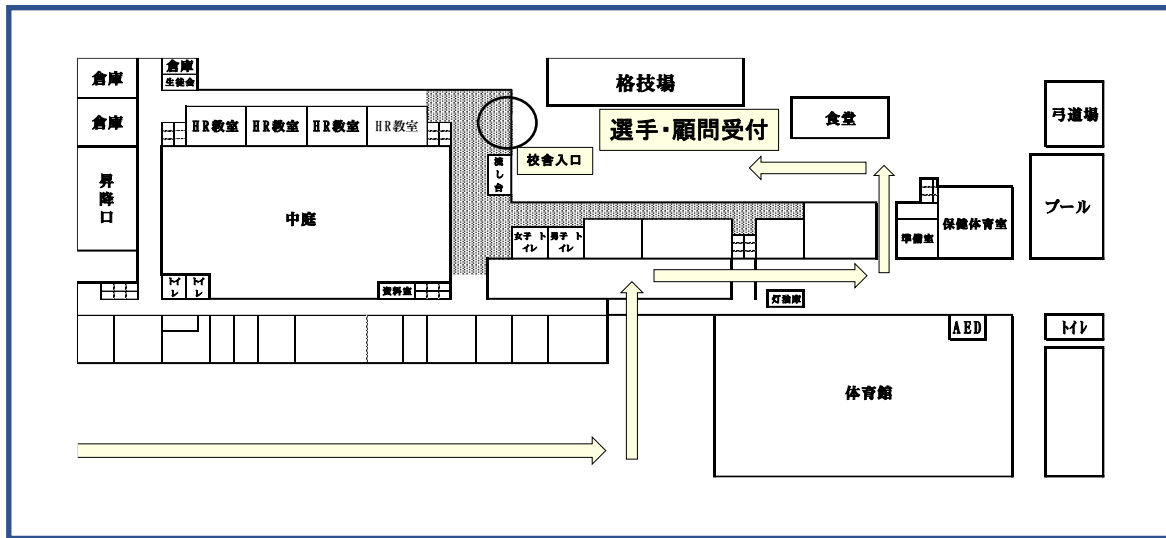 倉庫
倉庫
生徒会
格技場
倉庫
HR教室
HR教室
HR教室
HR教室
選手・顧問受付
食堂
弓道場
校舎入口
流し台
昇降口
中庭
プール
女子トイレ
男子トイレ
準備室
保健体育室
トイレ
トイレ
資料室
灯油庫
AED
トイレ
体育館